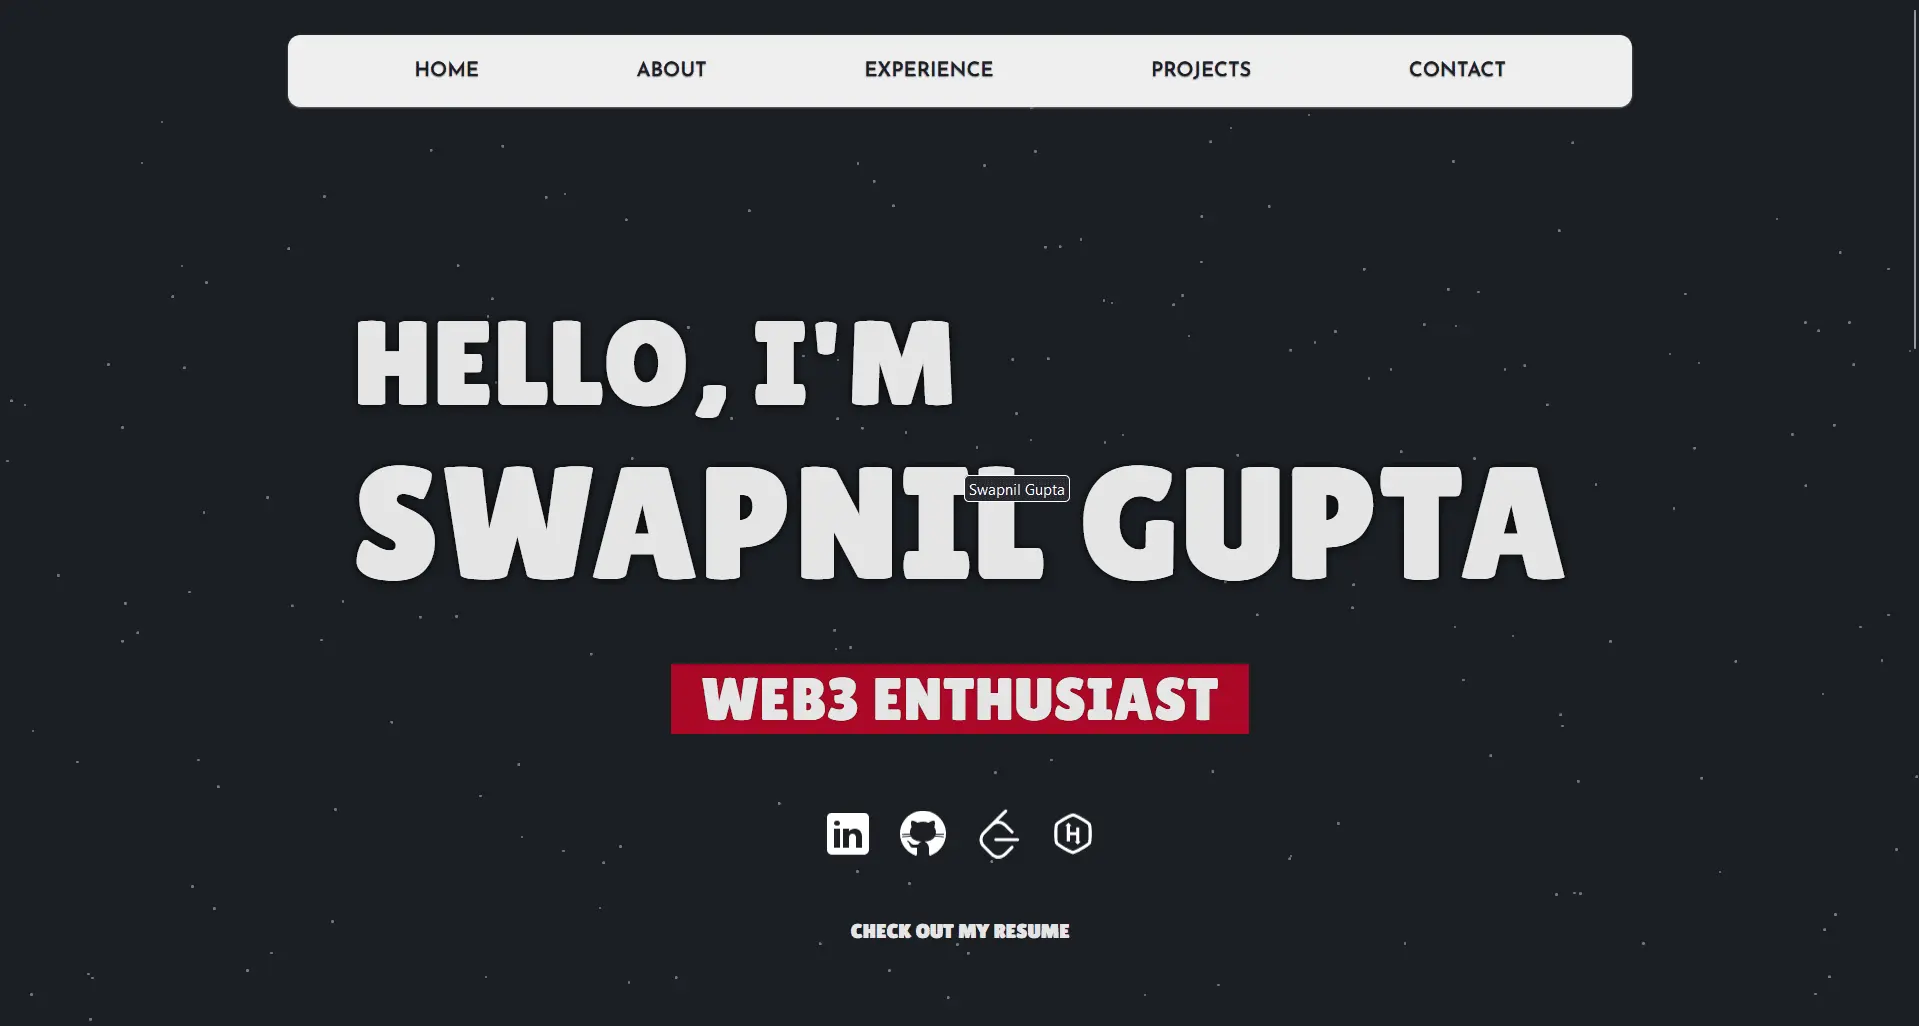 HOME ABOUT EXPERIENCE PROJECTS CONTACT
HELLO, I'M
SWAPNIL GUPTA
Swapnil Gupta
WEB3 ENTHUSIAST
in
CHECK OUT MY RESUME